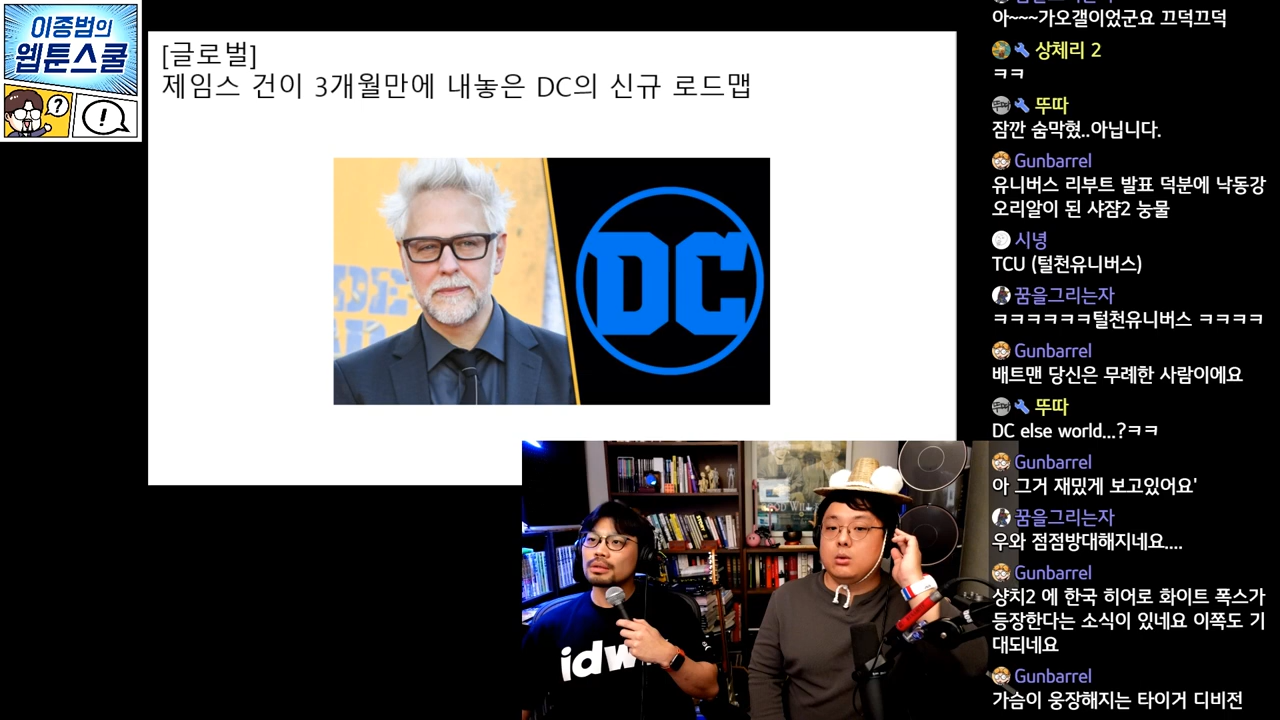 이종범의
웹툰스쿨
?
!
[글로벌]
제임스 건이 3개월만에 내놓은 DC의 신규 로드맵
DC
idw
아~~~가오갤이었군요 끄덕끄덕
상체리 2
ㅋㅋ
뚜따
잠깐 숨막혔..아닙니다.
Gunbarrel
유니버스 리부트 발표 덕분에 낙동강
오리알이 된 샤잠2 눙물
시녕
TCU (털천유니버스)
꿈을그리는자
ㅋㅋㅋㅋㅋㅋ털천유니버스 ㅋㅋㅋㅋ
Gunbarrel
배트맨 당신은 무례한 사람이에요
뚜따
DC else world...?ㅋㅋ
Gunbarrel
아 그거 재밌게 보고있어요'
꿈을그리는자
우와 점점방대해지네요....
Gunbarrel
샹치2 에 한국 히어로 화이트 폭스가
등장한다는 소식이 있네요 이쪽도 기
대되네요
Gunbarrel
가슴이 웅장해지는 타이거 디비전